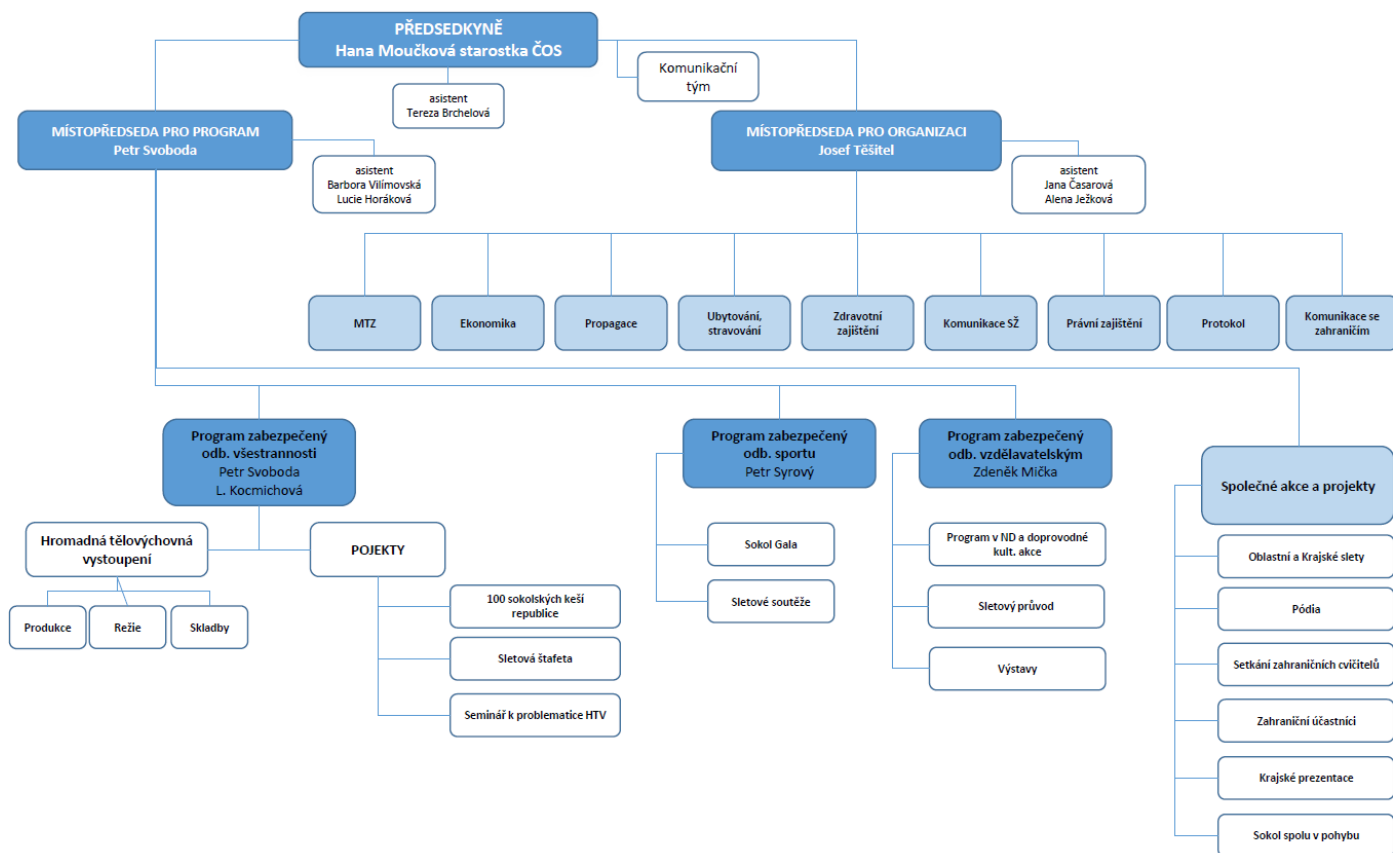 PŘEDSEDKYNĚ
Hana Moučková starostka ČOS
Komunikační
tým
asistent
Tereza Brchelová
MÍSTOPŘEDSEDA PRO PROGRAM
Petr Svoboda
MÍSTOPŘEDSEDA PRO ORGANIZACI
Josef Těšitel
asistent
Barbora Vilímovská
Lucie Horáková
asistent
Jana Časarová
Alena Ježková
MTZ
Ekonomika
Propagace
Ubytování,
stravování
Zdravotní
zajištění
Komunikace SŽ
Právní zajištění
Protokol
Komunikace se
zahraničím
Program zabezpečený
odb. všestrannosti
Petr Svoboda
L. Kocmichová
Program zabezpečený
odb. sportu
Petr Syrový
Program zabezpečený
odb. vzdělavatelským
Zdeněk Mička
Společné akce a projekty
Hromadná tělovýchovná
vystoupení
POJEKTY
Produkce
Režie
Skladby
100 sokolských keší
republice
Sletová štafeta
Seminář k problematice HTV
Sokol Gala
Sletové soutěže
Program v ND a doprovodné
kult. akce
Sletový průvod
Výstavy
Oblastní a Krajské slety
Pódia
Setkání zahraničních cvičitelů
Zahraniční účastníci
Krajské prezentace
Sokol spolu v pohybu